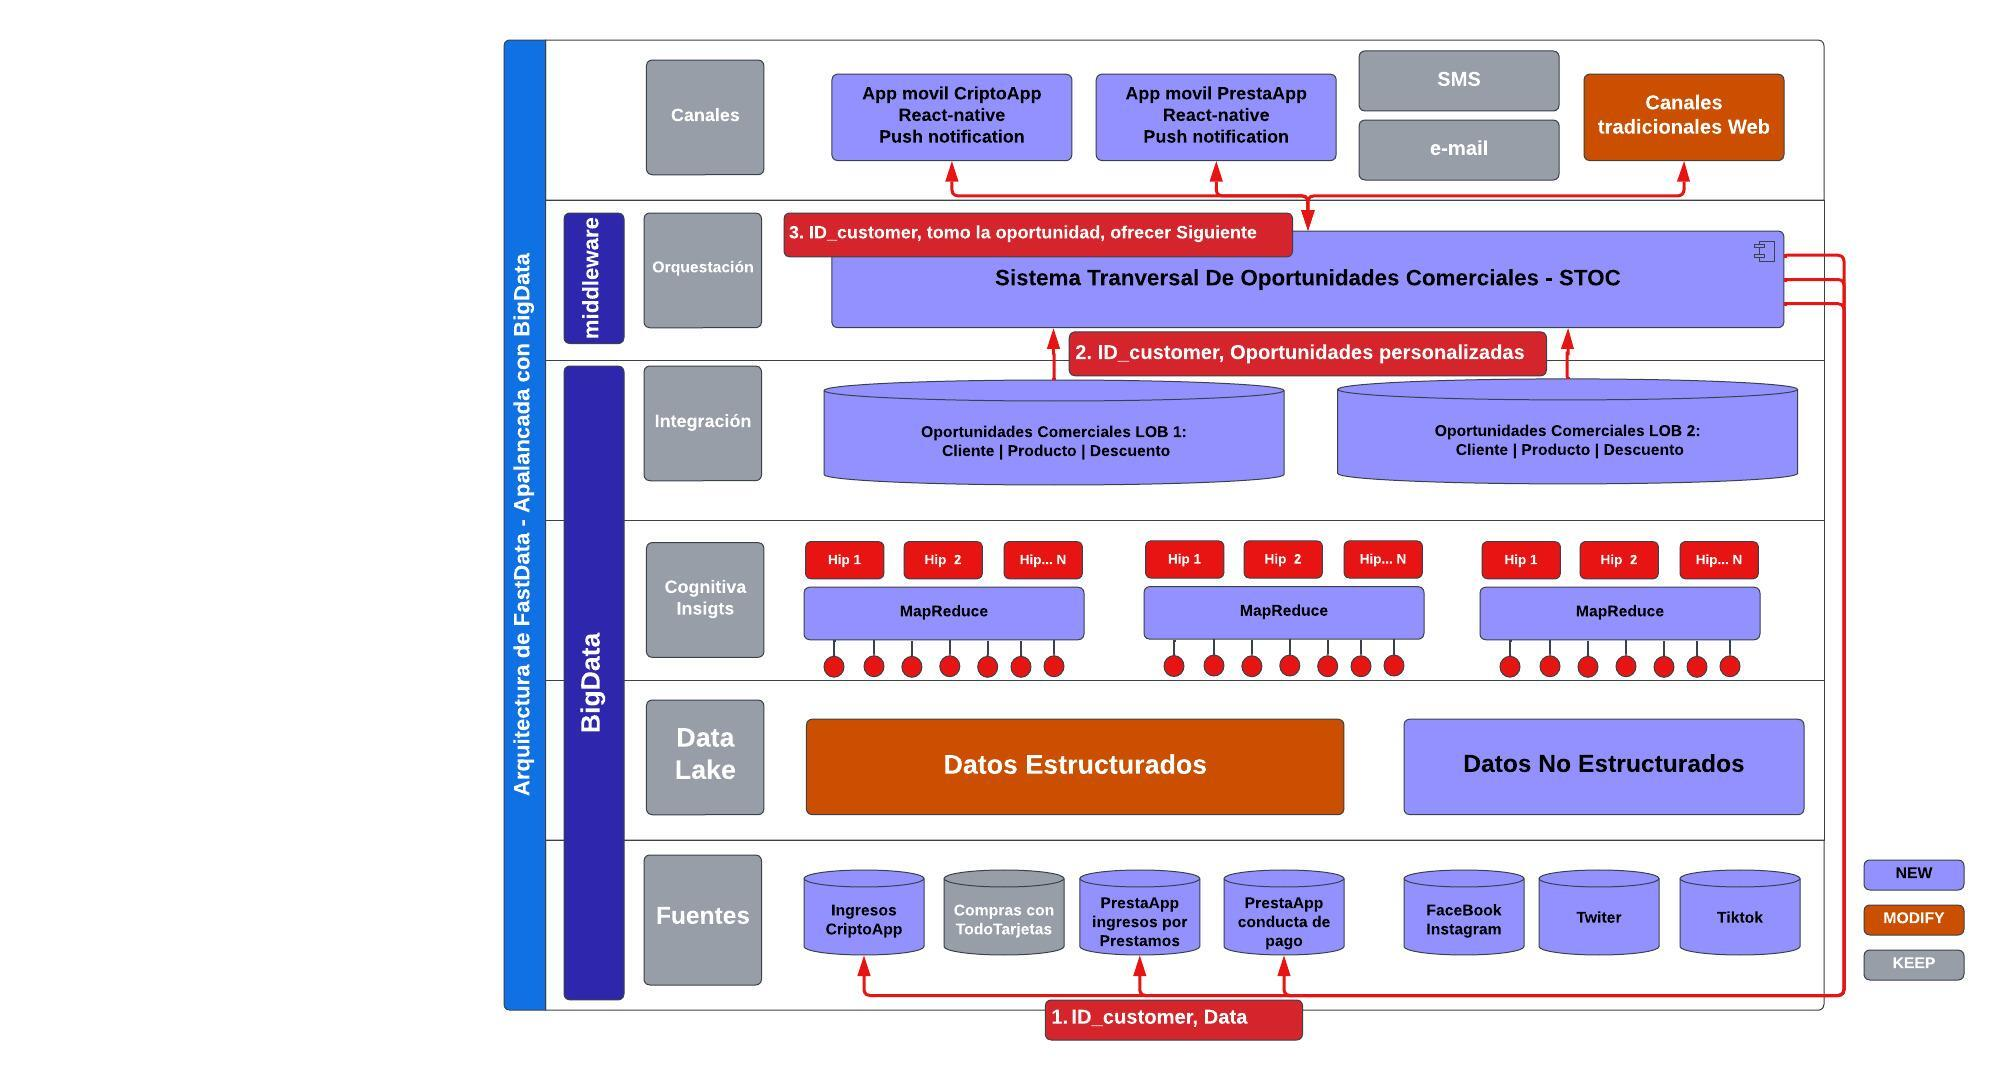 Arquitectura de FastData - Apalancada con BigData
Canales
App movil CriptoApp
React-native
Push notification
App movil PrestaApp
React-native
Push notification
SMS
e-mail
Canales
tradicionales Web
middleware
Orquestación
3. ID_customer, tomo la oportunidad, ofrecer Siguiente
Sistema Tranversal De Oportunidades Comerciales - STOC
2. ID_customer, Oportunidades personalizadas
BigData
Integración
Oportunidades Comerciales LOB 1:
Cliente | Producto | Descuento
Oportunidades Comerciales LOB 2:
Cliente | Producto | Descuento
Cognitiva
Insigts
Hip 1
Hip 2
Hip... N
MapReduce
Hip 1
Hip 2
Hip... N
MapReduce
Hip 1
Hip 2
Hip... N
MapReduce
Data
Lake
Datos Estructurados
Datos No Estructurados
Fuentes
Ingresos
CriptoApp
Compras con
TodoTarjetas
PrestaApp
ingresos por
Prestamos
PrestaApp
conducta de
pago
FaceBook
Instagram
Twiter
Tiktok
1. ID_customer, Data
NEW
MODIFY
KEEP